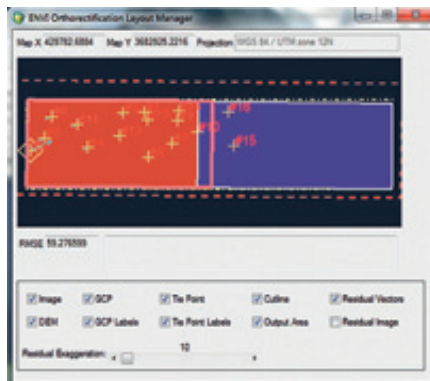 ENVI Orthorectification Layout Manager
Map X 429782.6884 Map Y 3682925.2216 Projection WGS 84 / UTM zone 12N
#16
#15
RMSE 59.276599
Image GCP Tie Point Cutline Residual Vectors
DEM GCP Labels Tie Point Labels Output Area Residual Image
10
Residual Exaggeration: